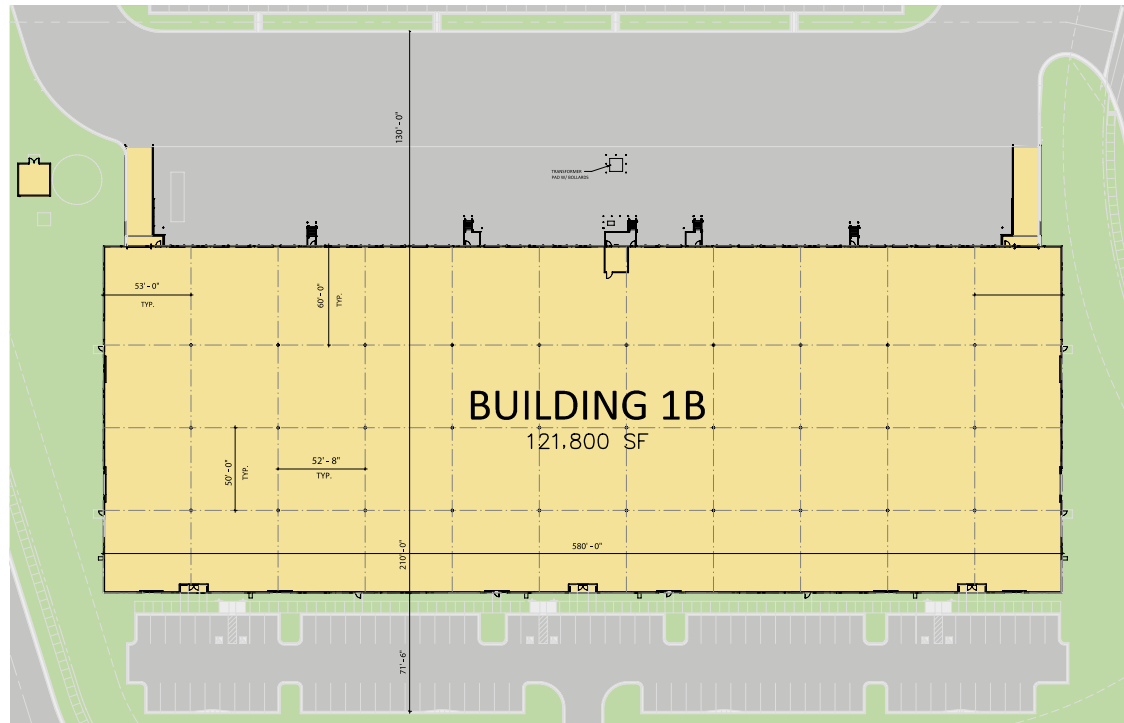 130' - 0"
TRANSFORMER
PAD W/ BOLLARDS
53' - 0"
TYP.
60' - 0"
TYP.
BUILDING 1B
121,800 SF
52' - 8"
TYP.
50' - 0"
TYP.
580' - 0"
210' - 0"
71' - 6"